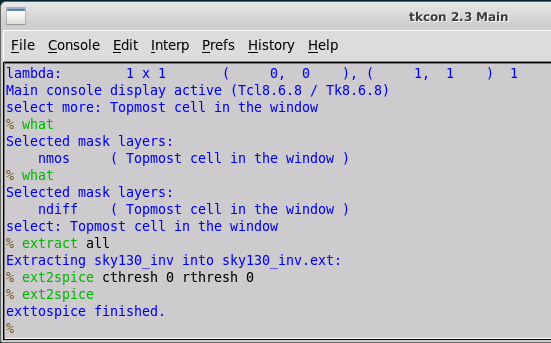 tkcon 2.3 Main
File Console Edit Interp Prefs History Help
lambda: 1 x 1 ( 0, 0 ), ( 1, 1 ) 1
Main console display active (Tcl8.6.8 / Tk8.6.8)
select more: Topmost cell in the window
% what
Selected mask layers:
nmos ( Topmost cell in the window )
% what
Selected mask layers:
ndiff ( Topmost cell in the window )
select: Topmost cell in the window
% extract all
Extracting sky130_inv into sky130_inv.ext:
% ext2spice cthresh 0 rthresh 0
% ext2spice
exttospice finished.
%